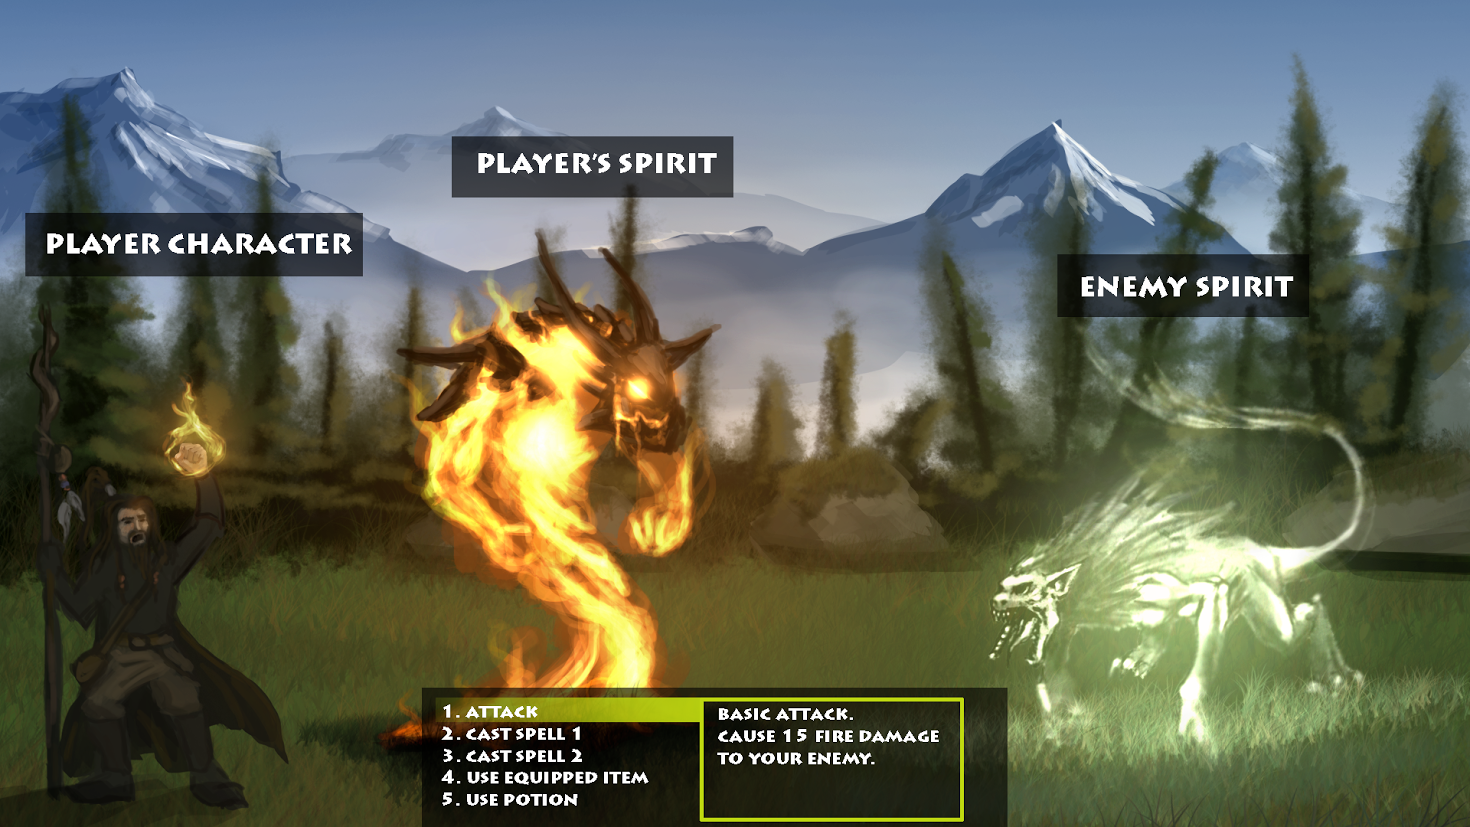 PLAYER'S SPIRIT
PLAYER CHARACTER
ENEMY SPIRIT
1. ATTACK
2. CAST SPELL 1
3. CAST SPELL 2
4. USE EQUIPPED ITEM
5. USE POTION
BASIC ATTACK.
CAUSE 15 FIRE DAMAGE
TO YOUR ENEMY.